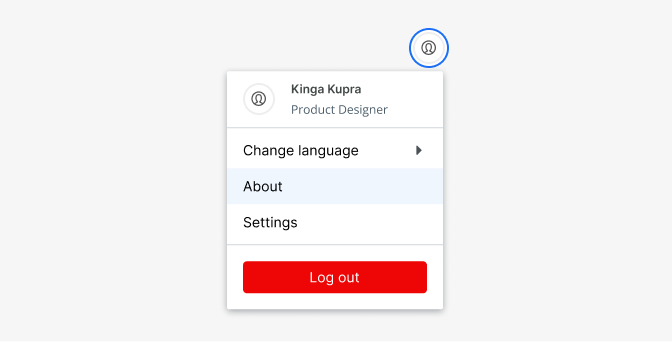 Kinga Kupra
Product Designer
Change language
About
Settings
Log out